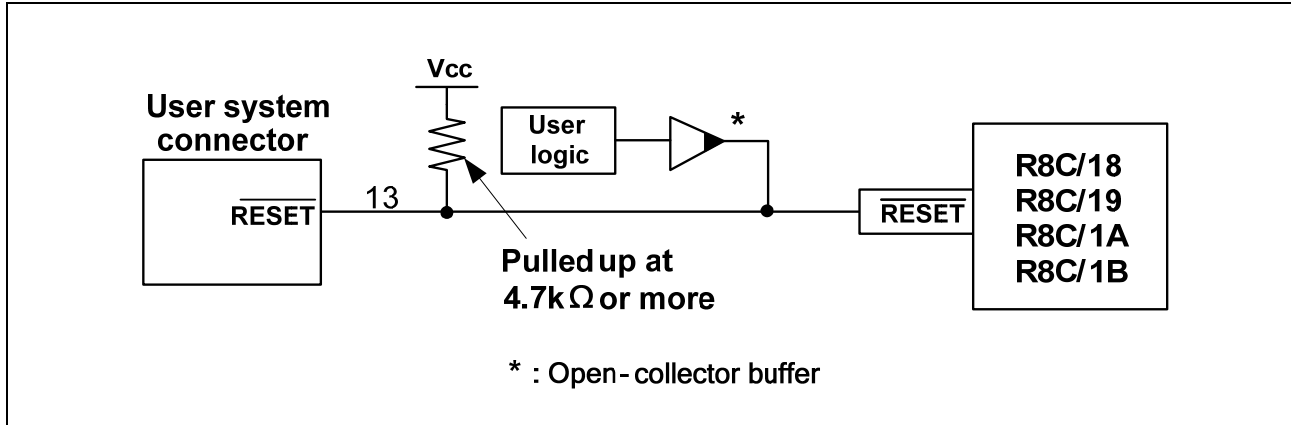 Vcc
User system
connector
RESET
13
User
logic
*
RESET
R8C/18
R8C/19
R8C/1A
R8C/1B
Pulled up at
4.7kΩ or more
* : Open-collector buffer